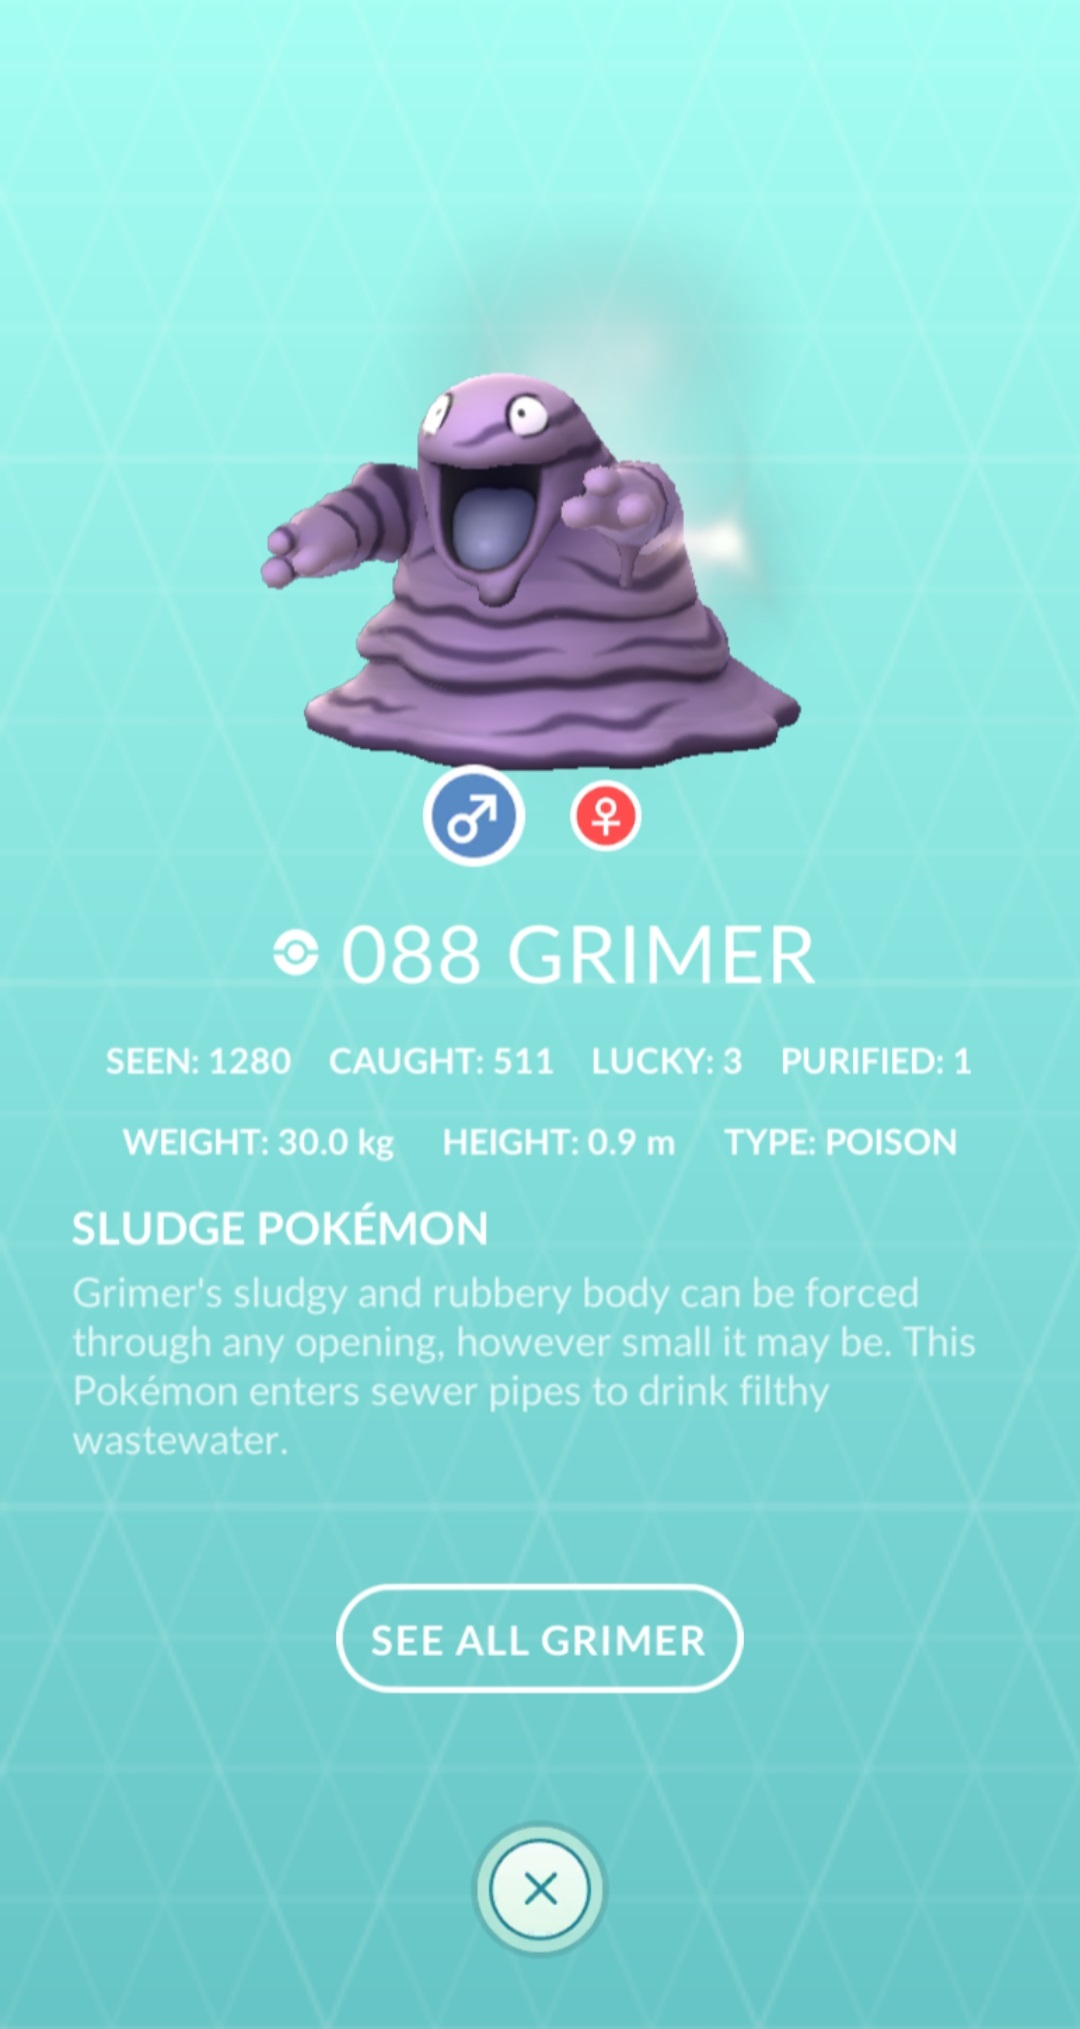 088 GRIMER
SEEN: 1280 CAUGHT: 511 LUCKY: 3 PURIFIED: 1
WEIGHT: 30.0 kg HEIGHT: 0.9 m TYPE: POISON
SLUDGE POKÉMON
Grimer's sludgy and rubbery body can be forced
through any opening, however small it may be. This
Pokémon enters sewer pipes to drink filthy
wastewater.
SEE ALL GRIMER